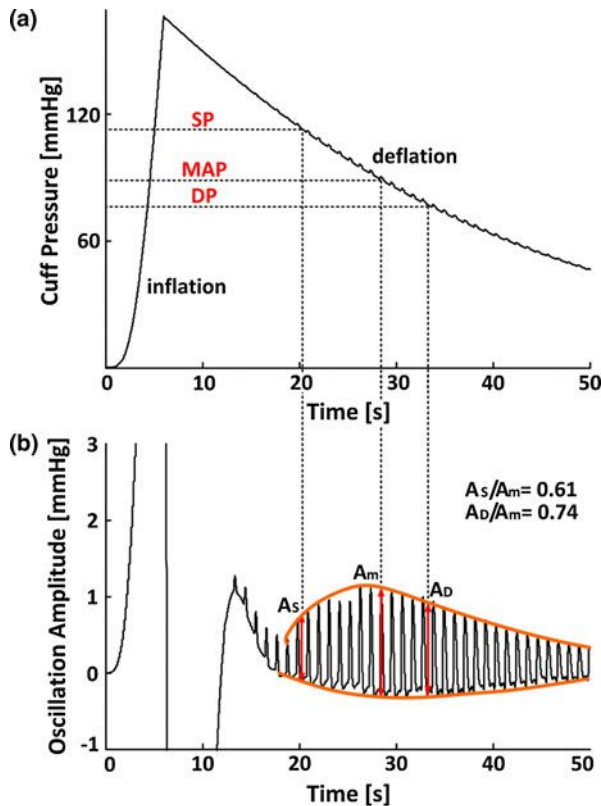 (a)
Cuff Pressure [mmHg]
120
60
0
SP
MAP
DP
inflation
deflation
0 10 20 30 40 50
Time [s]
(b)
Oscillation Amplitude [mmHg]
3
2
1
0
-1
AS/Am= 0.61
AD/Am= 0.74
AS
Am
AD
0 10 20 30 40 50
Time [s]